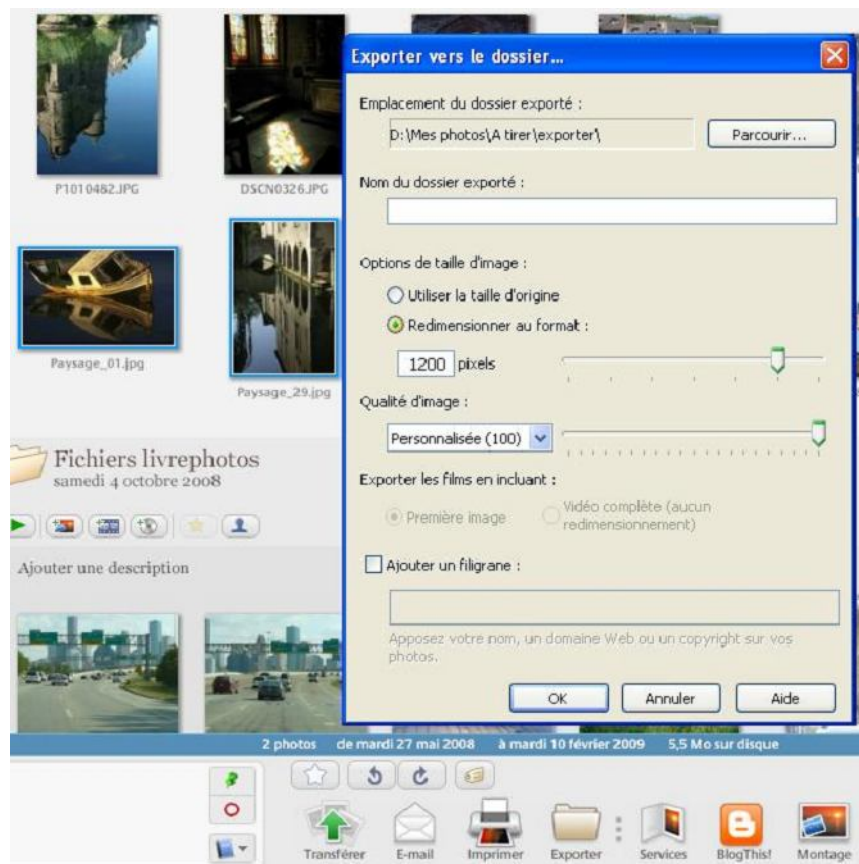 P1010482.JPG
DSCN0326.JPG
Paysage_01.jpg
Paysage_29.jpg
Fichiers livrephotos
samedi 4 octobre 2008
Ajouter une description
Exporter vers le dossier...
Emplacement du dossier exporté :
D:\Mes photos\A tirer\exporter\
Parcourir...
Nom du dossier exporté :
Options de taille d'image :
Utiliser la taille d'origine
Redimensionner au format :
1200 pixels
Qualité d'image :
Personnalisée (100)
Exporter les films en incluant :
Première image
Vidéo complète (aucun
redimensionnement)
Ajouter un filigrane :
Apposez votre nom, un domaine Web ou un copyright sur vos
photos.
OK Annuler Aide
2 photos de mardi 27 mai 2008 à mardi 10 février 2009 5,5 Mo sur disque
Transférer E-mail Imprimer Exporter Services BlogThis! Montage